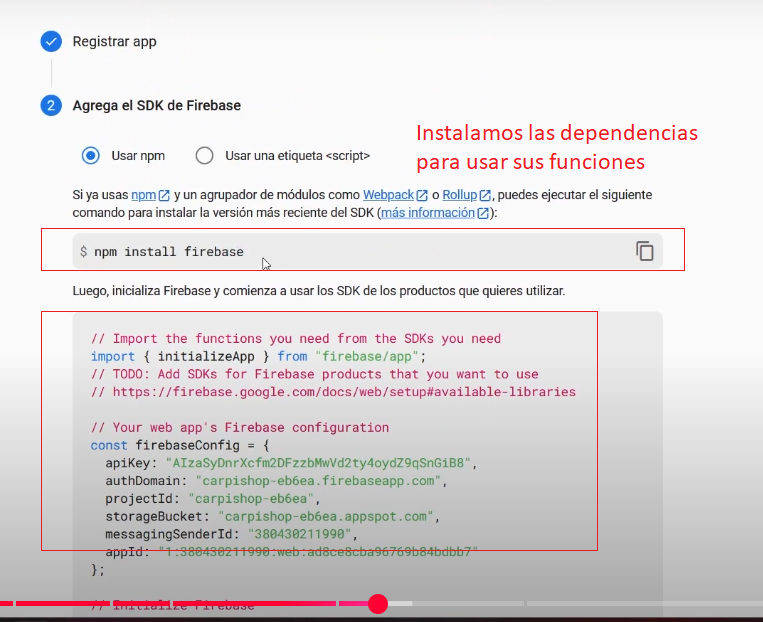 Registrar app
2 Agrega el SDK de Firebase
Instalamos las dependencias
para usar sus funciones
Usar npm Usar una etiqueta <script>
Si ya usas npm y un agrupador de módulos como Webpack o Rollup, puedes ejecutar el siguiente
comando para instalar la versión más reciente del SDK (más información):
$ npm install firebase
Luego, inicializa Firebase y comienza a usar los SDK de los productos que quieres utilizar.
// Import the functions you need from the SDKs you need
import { initializeApp } from "firebase/app";
// TODO: Add SDKs for Firebase products that you want to use
// https://firebase.google.com/docs/web/setup#available-libraries
// Your web app's Firebase configuration
const firebaseConfig = {
apiKey: "AIzaSyDnrXcfm2DFzzbMwVd2ty4oydZ9qSnGiB8",
authDomain: "carpishop-eb6ea.firebaseapp.com",
projectId: "carpishop-eb6ea",
storageBucket: "carpishop-eb6ea.appspot.com",
messagingSenderId: "380430211990",
appId: "1:380430211990:web:ad8ce8cba96769b84bdbb7"
};
// Initialize Firebase